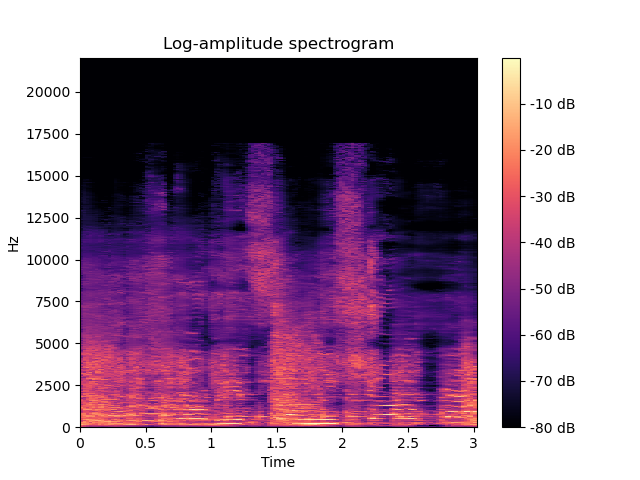 Log-amplitude spectrogram
Hz
20000
17500
15000
12500
10000
7500
5000
2500
0
0 0.5 1 1.5 2 2.5 3
Time
-10 dB
-20 dB
-30 dB
-40 dB
-50 dB
-60 dB
-70 dB
-80 dB